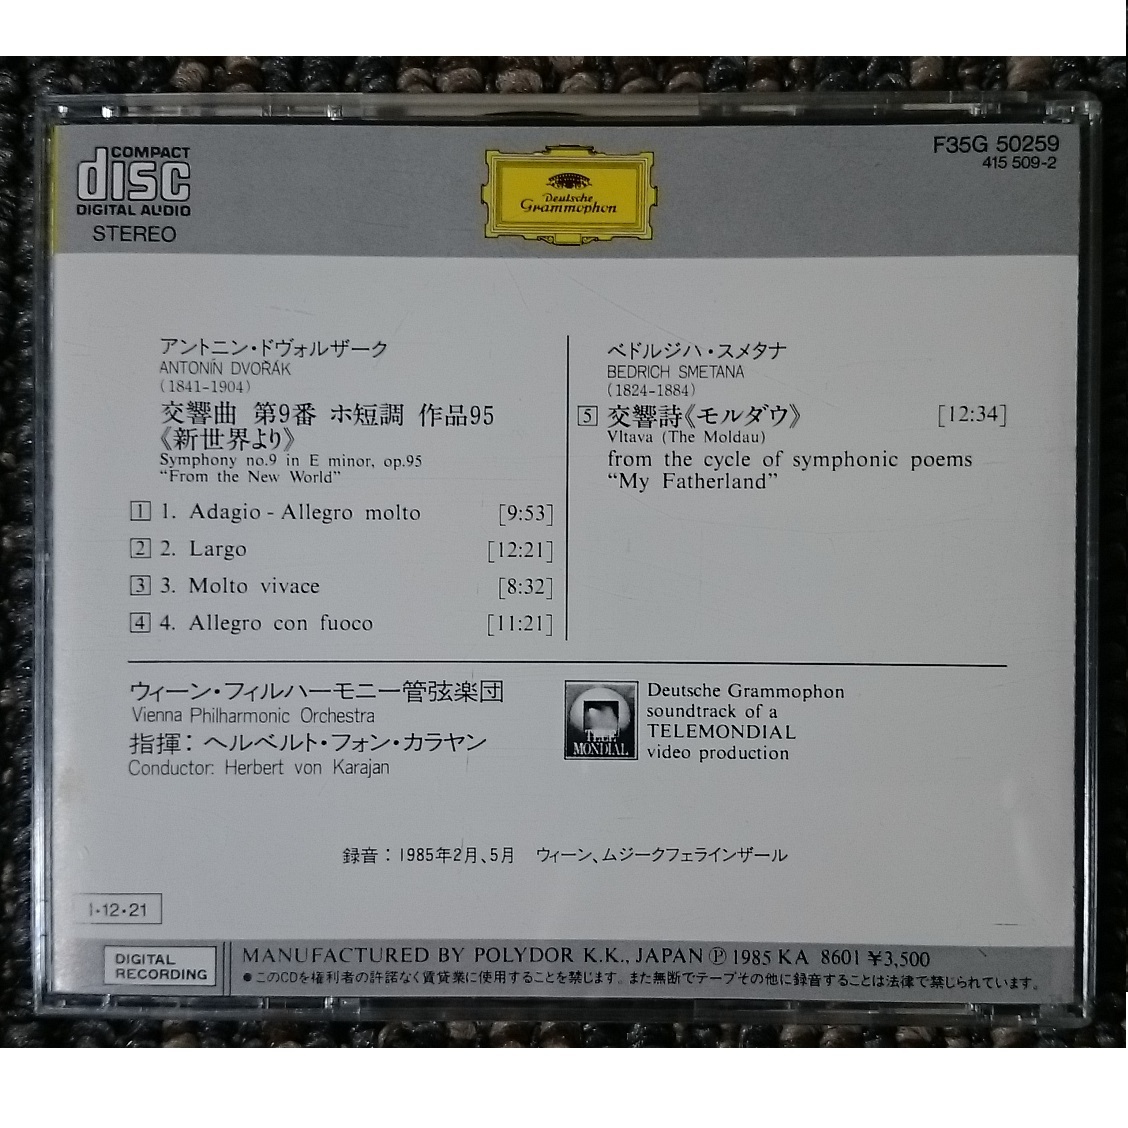 COMPACT
disc
DIGITAL AUDIO
STEREO
Deutsche
Grammophon
F35G 50259
415 509-2
アントニン・ドヴォルザーク
ANTONÍN DVOŘÁK
(1841-1904)
交響曲 第9番 ホ短調 作品95
《新世界より》
Symphony no.9 in E minor, op.95
“From the New World”
1 1. Adagio - Allegro molto [9:53]
2 2. Largo [12:21]
3 3. Molto vivace [8:32]
4 4. Allegro con fuoco [11:21]
ベドルジハ・スメタナ
BEDRICH SMETANA
(1824-1884)
5 交響詩《モルダウ》 [12:34]
Vltava (The Moldau)
from the cycle of symphonic poems
“My Fatherland”
ウィーン・フィルハーモニー管弦楽団
Vienna Philharmonic Orchestra
指揮：ヘルベルト・フォン・カラヤン
Conductor: Herbert von Karajan
TELE
MONDIAL
Deutsche Grammophon
soundtrack of a
TELEMONDIAL
video production
録音：1985年2月、5月 ウィーン、ムジークフェラインザール
1・12・21
DIGITAL
RECORDING
MANUFACTURED BY POLYDOR K.K., JAPAN Ⓟ 1985 KA 8601 ¥3,500
●このCDを権利者の許諾なく賃貸業に使用することを禁じます。また無断でテープその他に録音することは法律で禁じられています。